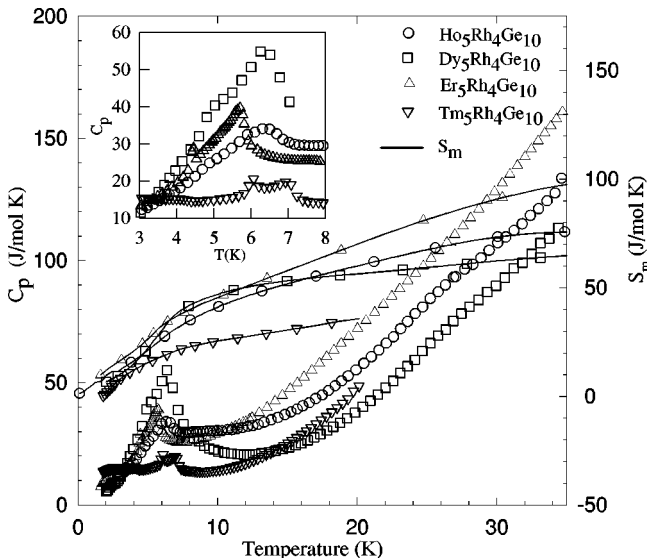 200
150
100
50
0
C_p (J/mol K)
60
50
40
30
20
10
C_p
3 4 5 6 7 8
T(K)
Ho5Rh4Ge10
Dy5Rh4Ge10
Er5Rh4Ge10
Tm5Rh4Ge10
S_m
150
100
50
0
-50
S_m (J/mol K)
0 10 20 30
Temperature (K)